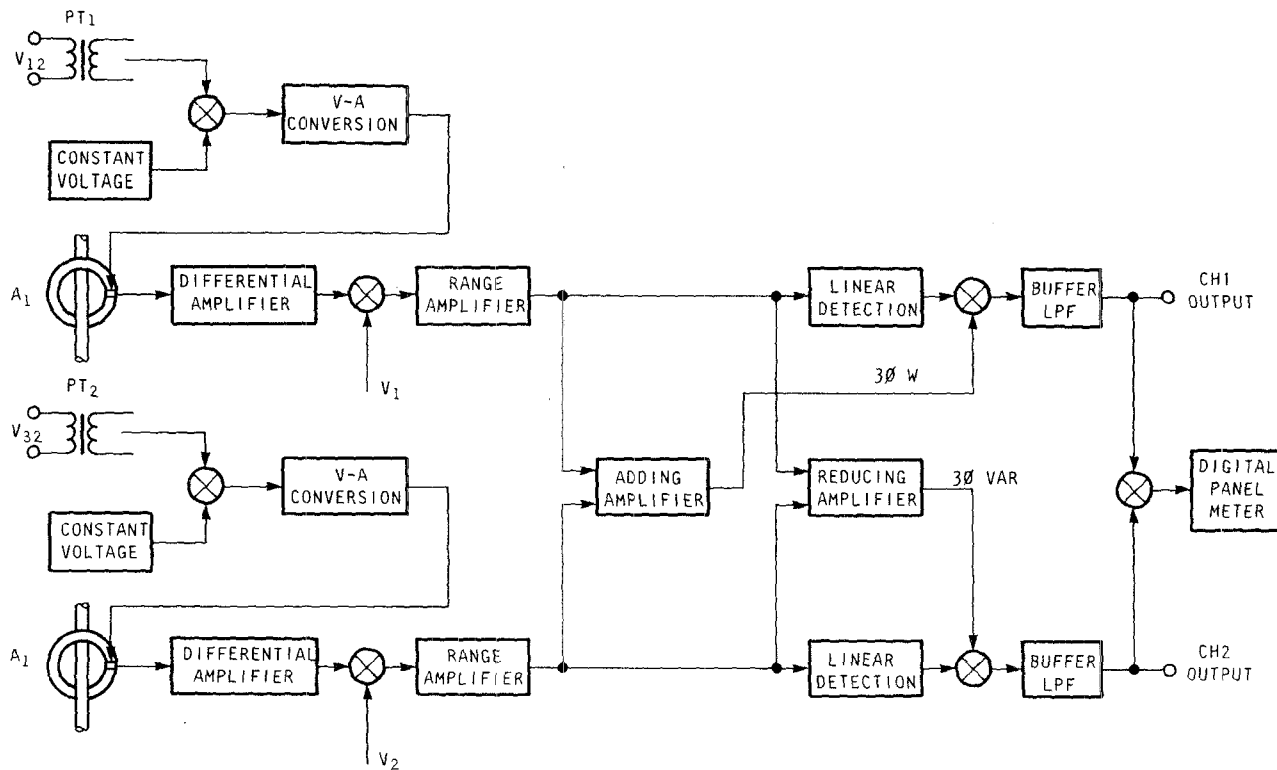 PT1
V12
V-A
CONVERSION
CONSTANT
VOLTAGE
A1
DIFFERENTIAL
AMPLIFIER
V1
RANGE
AMPLIFIER
LINEAR
DETECTION
BUFFER
LPF
CH1
OUTPUT
3Ø W
PT2
V32
V-A
CONVERSION
CONSTANT
VOLTAGE
ADDING
AMPLIFIER
REDUCING
AMPLIFIER
3Ø VAR
DIGITAL
PANEL
METER
A1
DIFFERENTIAL
AMPLIFIER
V2
RANGE
AMPLIFIER
LINEAR
DETECTION
BUFFER
LPF
CH2
OUTPUT